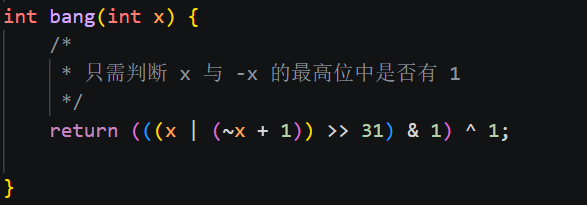 int bang(int x) {
/*
* 只需判断 x 与 -x 的最高位中是否有 1
*/
return (((x | (~x + 1)) >> 31) & 1) ^ 1;
}